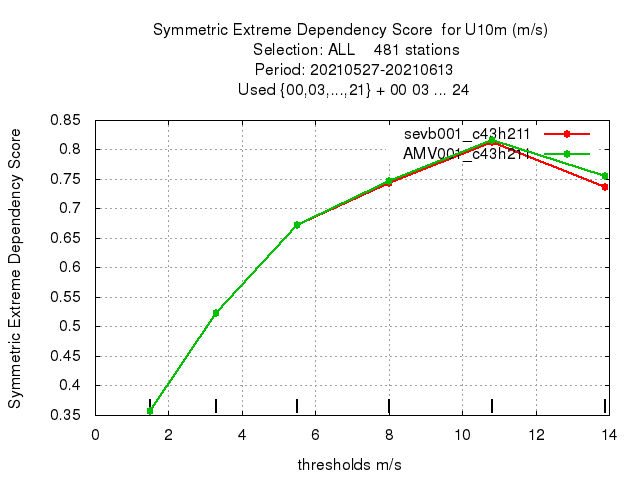 Symmetric Extreme Dependency Score  for U10m (m/s)
Selection: ALL    481 stations
Period: 20210527-20210613
Used {00,03,...,21} + 00 03 ... 24
sevb001_c43h211
AMV001_c43h211
Symmetric Extreme Dependency Score
0.85
0.8
0.75
0.7
0.65
0.6
0.55
0.5
0.45
0.4
0.35
0 2 4 6 8 10 12 14
thresholds m/s